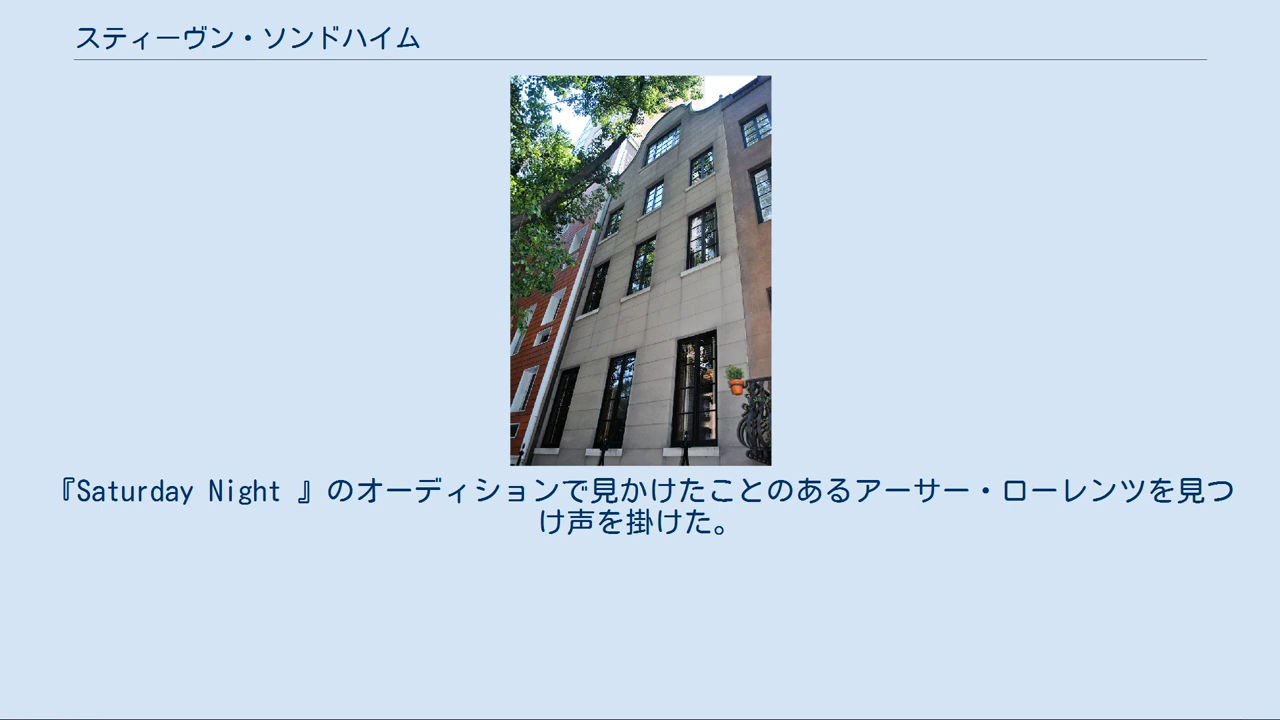 スティーヴン・ソンドハイム
『Saturday Night 』のオーディションで見かけたことのあるアーサー・ローレンツを見つ
け声を掛けた。